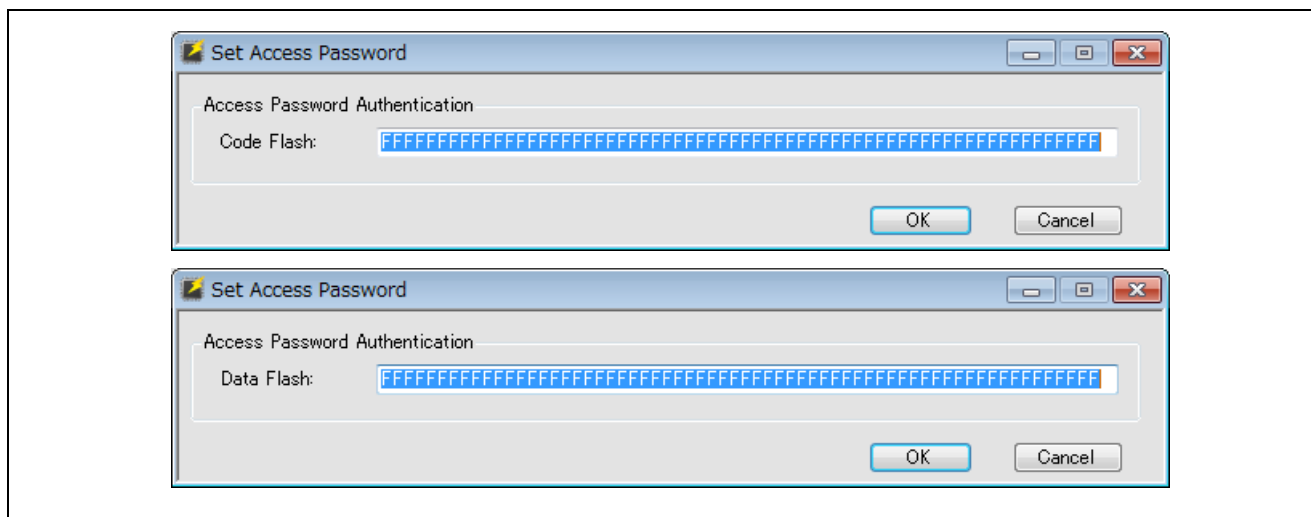 Set Access Password
Access Password Authentication
Code Flash: FFFFFFFFFFFFFFFFFFFFFFFFFFFFFFFFFFFFFFFFFFFFFFFFFFFFFFFFFFFFFFFF
OK Cancel
Set Access Password
Access Password Authentication
Data Flash: FFFFFFFFFFFFFFFFFFFFFFFFFFFFFFFFFFFFFFFFFFFFFFFFFFFFFFFFFFFFFFFF
OK Cancel